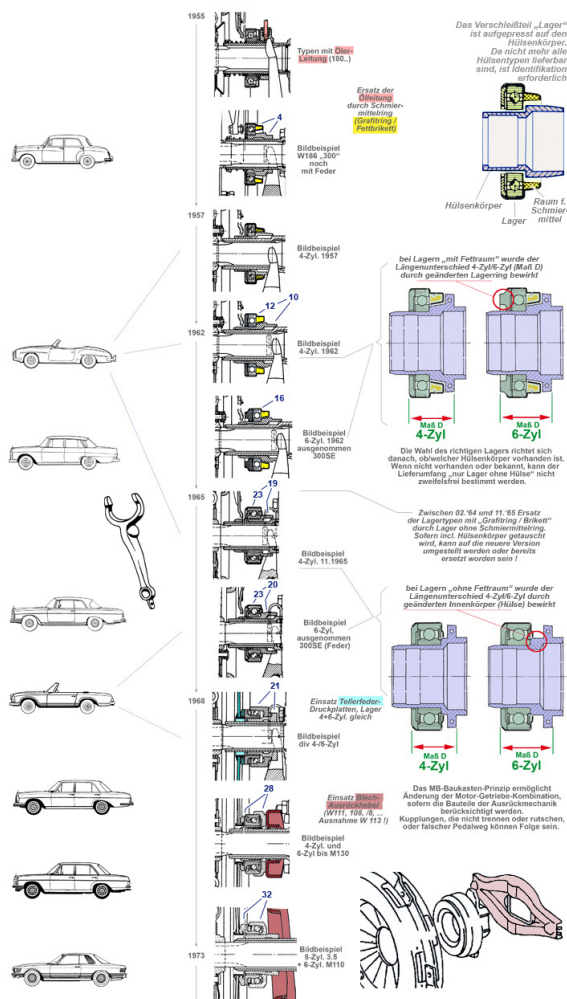 1955
Typen mit Öler-
Leitung (180..)
Das Verschleißteil „Lager“
ist aufgepresst auf den
Hülsenkörper.
Da nicht mehr alle
Hülsentypen lieferbar
sind, ist Identifikation
erforderlich
Ersatz der
Ölleitung
durch Schmier-
mittelring
(Grafitring /
Fettbrikett)
4
Bildbeispiel
W186 „300“
noch
mit Feder
Hülsenkörper
Lager
Raum f.
Schmier-
mittel
1957
Bildbeispiel
4-Zyl. 1957
bei Lagern „mit Fettraum“ wurde der
Längenunterschied 4-Zyl/6-Zyl (Maß D)
durch geänderten Lagerring bewirkt
12
10
1962
Bildbeispiel
4-Zyl. 1962
Maß D
4-Zyl
Maß D
6-Zyl
16
Bildbeispiel
6-Zyl. 1962
ausgenommen
300SE
Die Wahl des richtigen Lagers richtet sich
danach, ob/welcher Hülsenkörper vorhanden ist.
Wenn nicht vorhanden oder bekannt, kann der
Lieferumfang „nur Lager ohne Hülse“ nicht
zweifelsfrei bestimmt werden.
1965
19
23
Bildbeispiel
4-Zyl. 11.1965
Zwischen 02.'64 und 11.'65 Ersatz
der Lagertypen mit „Grafitring / Brikett“
durch Lager ohne Schmiermittelring.
Sofern incl. Hülsenkörper getauscht
wird, kann auf die neuere Version
umgestellt werden oder bereits
ersetzt worden sein !
20
23
Bildbeispiel
6-Zyl,
ausgenommen
300SE (Feder)
bei Lagern „ohne Fettraum“ wurde der
Längenunterschied 4-Zyl/6-Zyl durch
geänderten Innenkörper (Hülse) bewirkt
1968
21
Einsatz Tellerfeder-
Druckplatten, Lager
4+6-Zyl. gleich
Bildbeispiel
div 4-/6-Zyl
Maß D
4-Zyl
Maß D
6-Zyl
28
Einsatz Blech-
Ausrückhebel
(W111, 108, /8, ...
Ausnahme W 113 !)
Bildbeispiel
4-Zyl. und
6-Zyl bis M130
Das MB-Baukasten-Prinzip ermöglicht
Änderung der Motor-Getriebe-Kombination,
sofern die Bauteile der Ausrückmechanik
berücksichtigt werden.
Kupplungen, die nicht trennen oder rutschen,
oder falscher Pedalweg können Folge sein.
32
1973
Bildbeispiel
8-Zyl. 3.5
+ 6-Zyl. M110